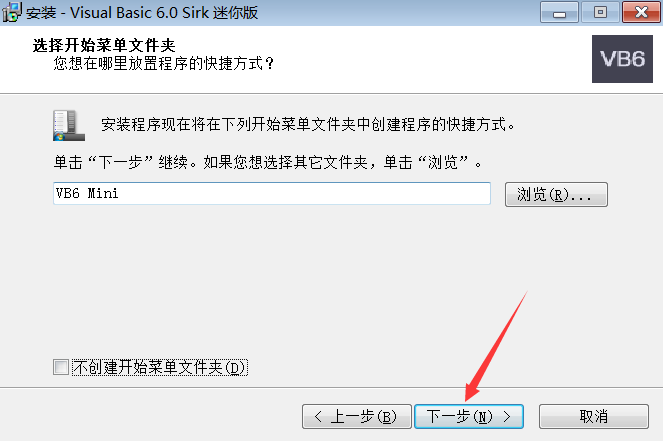 安装 - Visual Basic 6.0 Sirk 迷你版
选择开始菜单文件夹
您想在哪里放置程序的快捷方式？
VB6
安装程序现在将在下列开始菜单文件夹中创建程序的快捷方式。
单击“下一步”继续。如果您想选择其它文件夹，单击“浏览”。
VB6 Mini
浏览(R)...
不创建开始菜单文件夹(D)
< 上一步(B)
下一步(N) >
取消